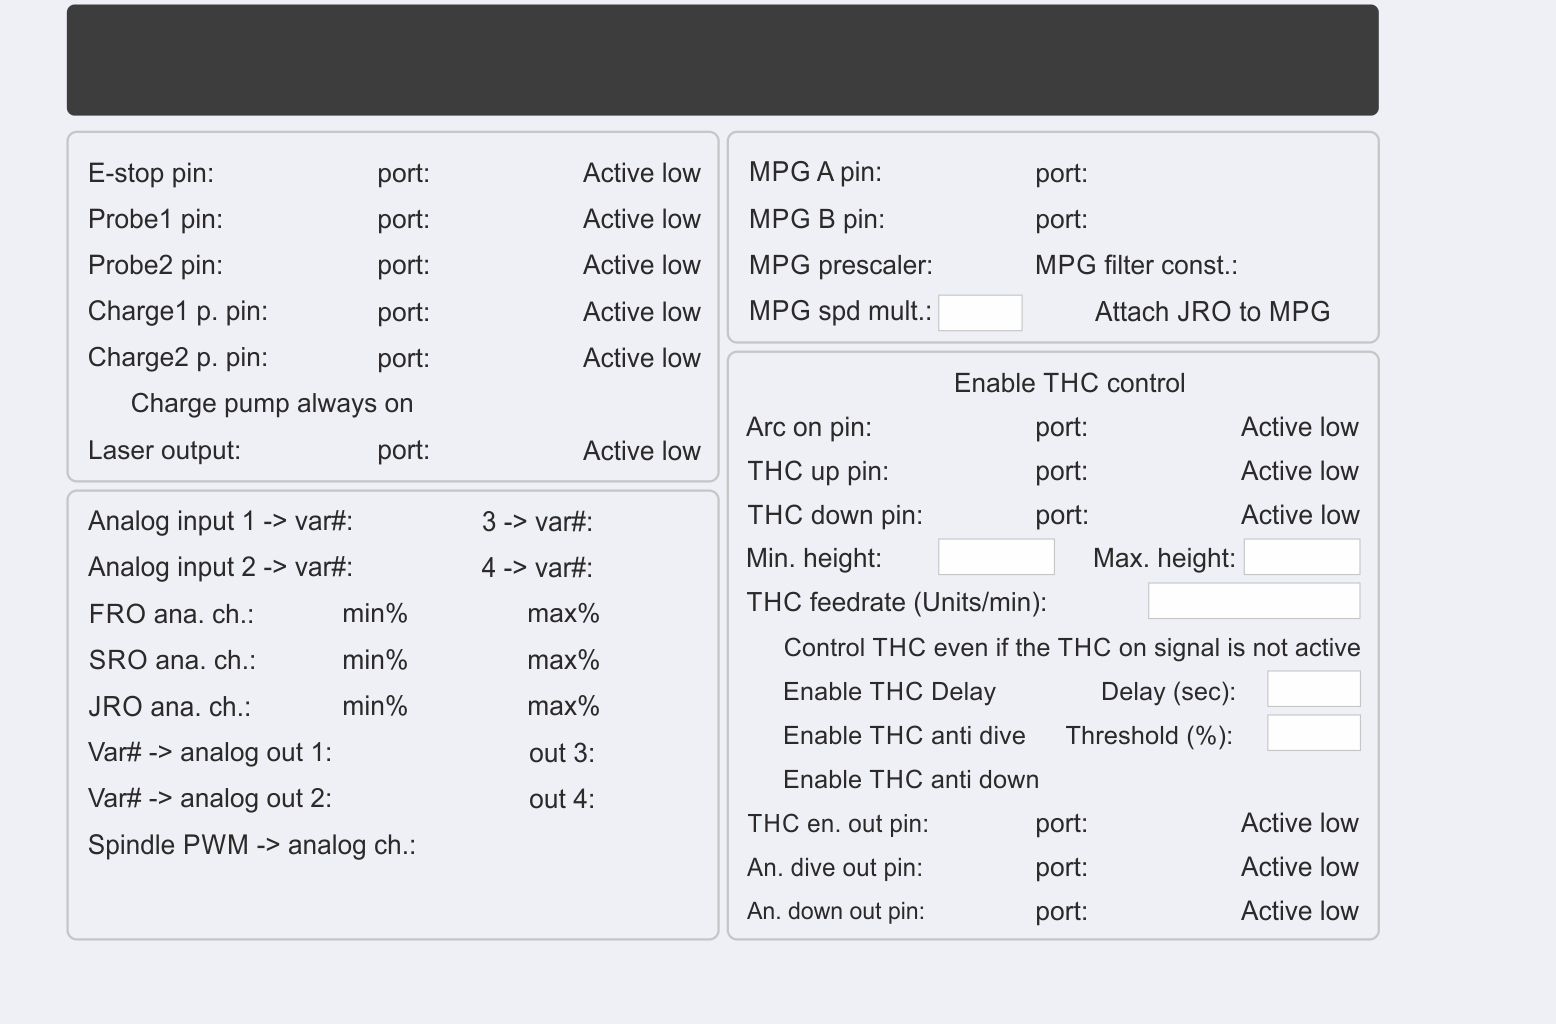 E-stop pin: port: Active low
Probe1 pin: port: Active low
Probe2 pin: port: Active low
Charge1 p. pin: port: Active low
Charge2 p. pin: port: Active low
Charge pump always on
Laser output: port: Active low
Analog input 1 -> var#: 3 -> var#:
Analog input 2 -> var#: 4 -> var#:
FRO ana. ch.: min% max%
SRO ana. ch.: min% max%
JRO ana. ch.: min% max%
Var# -> analog out 1: out 3:
Var# -> analog out 2: out 4:
Spindle PWM -> analog ch.:
MPG A pin: port:
MPG B pin: port:
MPG prescaler: MPG filter const.:
MPG spd mult.: Attach JRO to MPG
Enable THC control
Arc on pin: port: Active low
THC up pin: port: Active low
THC down pin: port: Active low
Min. height: Max. height:
THC feedrate (Units/min):
Control THC even if the THC on signal is not active
Enable THC Delay Delay (sec):
Enable THC anti dive Threshold (%):
Enable THC anti down
THC en. out pin: port: Active low
An. dive out pin: port: Active low
An. down out pin: port: Active low